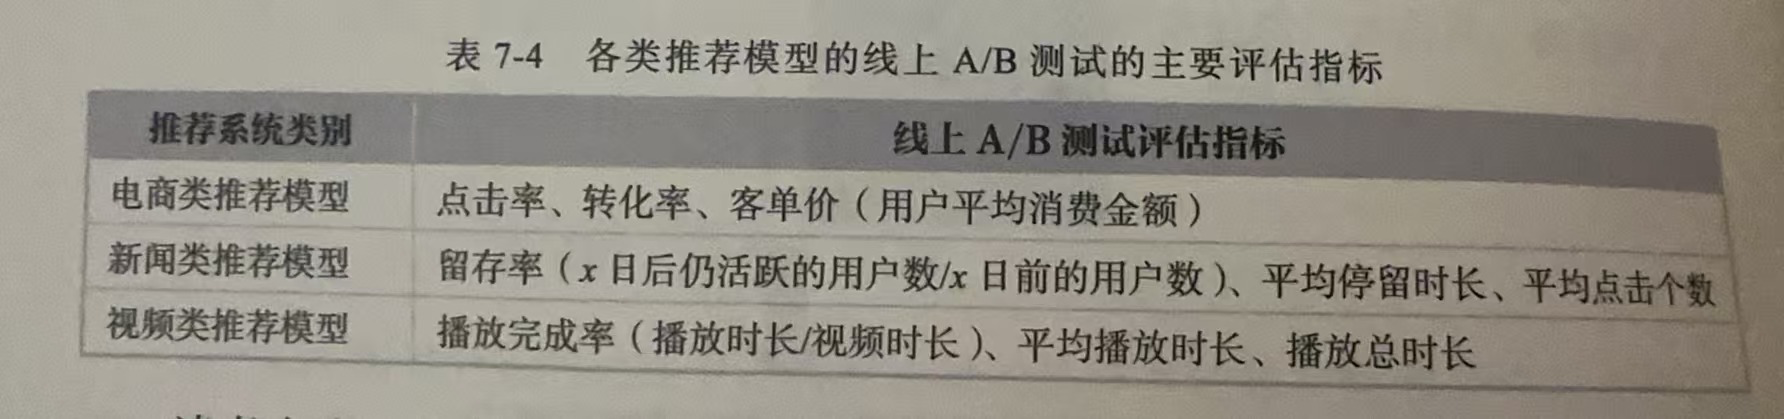 表 7-4 各类推荐模型的线上 A/B 测试的主要评估指标
推荐系统类别 线上 A/B 测试评估指标
电商类推荐模型 点击率、转化率、客单价（用户平均消费金额）
新闻类推荐模型 留存率（x 日后仍活跃的用户数/x 日前的用户数）、平均停留时长、平均点击个数
视频类推荐模型 播放完成率（播放时长/视频时长）、平均播放时长、播放总时长